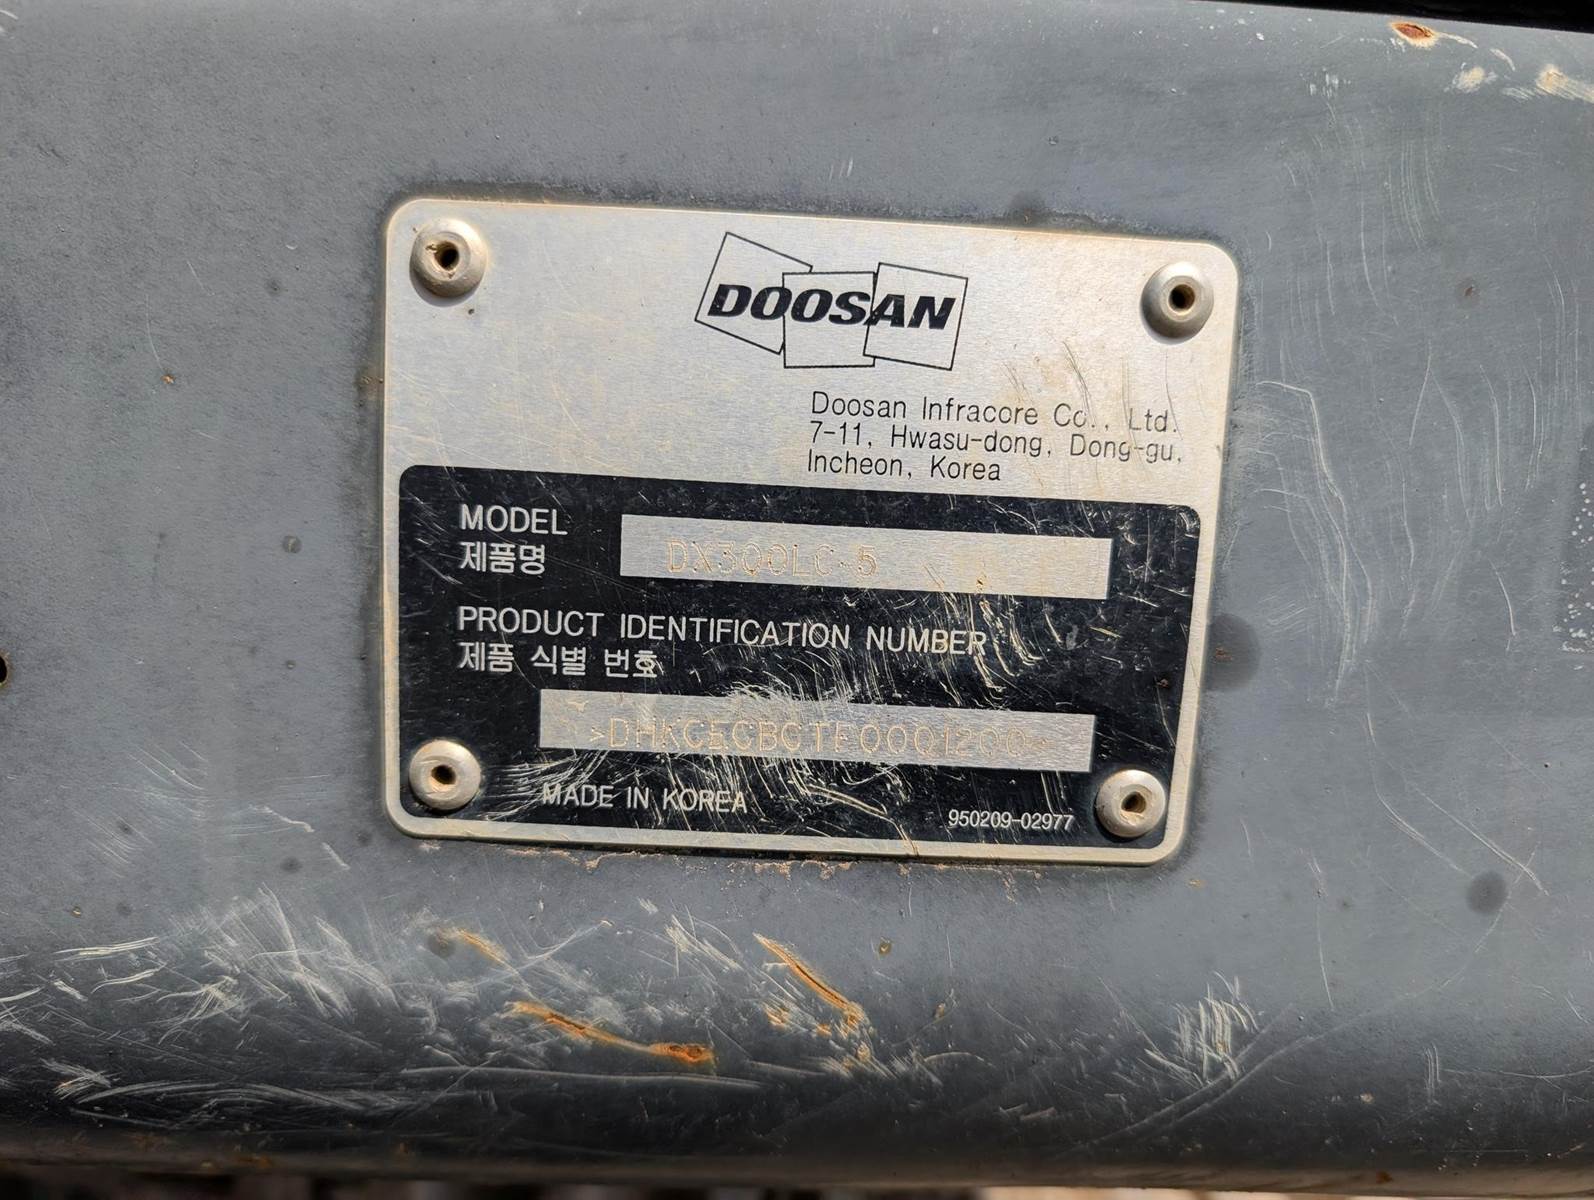 DOOSAN
Doosan Infracore Co., Ltd.
7-11, Hwasu-dong, Dong-gu,
Incheon, Korea
MODEL
제품명
DX300LC-5
PRODUCT IDENTIFICATION NUMBER
제품 식별 번호
MADE IN KOREA
950209-02977